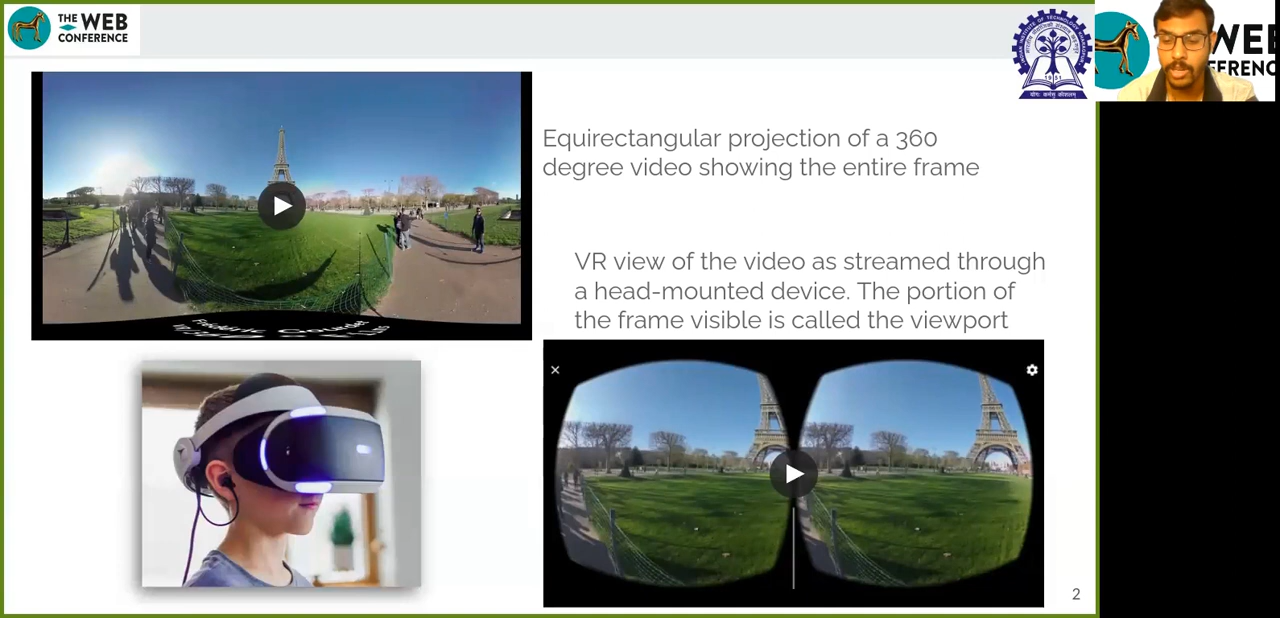 THE WEB
CONFERENCE
Equirectangular projection of a 360
degree video showing the entire frame
VR view of the video as streamed through
a head-mounted device. The portion of
the frame visible is called the viewport
2